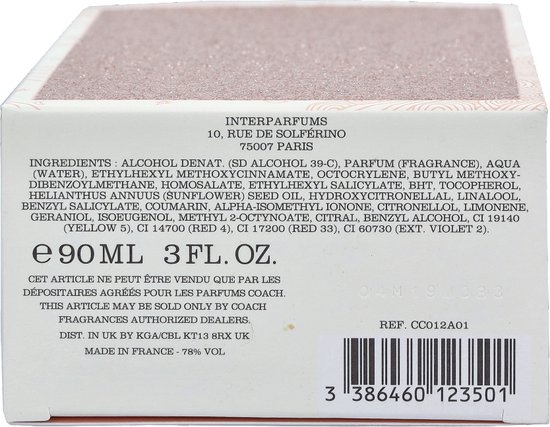 INTERPARFUMS
10, RUE DE SOLFÉRINO
75007 PARIS
INGREDIENTS : ALCOHOL DENAT. (SD ALCOHOL 39-C), PARFUM (FRAGRANCE), AQUA
(WATER), ETHYLHEXYL METHOXYCINNAMATE, OCTOCRYLENE, BUTYL METHOXY-
DIBENZOYLMETHANE, HOMOSALATE, ETHYLHEXYL SALICYLATE, BHT, TOCOPHEROL,
HELIANTHUS ANNUUS (SUNFLOWER) SEED OIL, HYDROXYCITRONELLAL, LINALOOL,
BENZYL SALICYLATE, COUMARIN, ALPHA-ISOMETHYL IONONE, CITRONELLOL, LIMONENE,
GERANIOL, ISOEUGENOL, METHYL 2-OCTYNOATE, CITRAL, BENZYL ALCOHOL, CI 19140
(YELLOW 5), CI 14700 (RED 4), CI 17200 (RED 33), CI 60730 (EXT. VIOLET 2).
℮ 90 ML 3 FL. OZ.
CET ARTICLE NE PEUT ÊTRE VENDU QUE PAR LES
DÉPOSITAIRES AGRÉÉS POUR LES PARFUMS COACH.
THIS ARTICLE MAY BE SOLD ONLY BY COACH
FRAGRANCES AUTHORIZED DEALERS.
DIST. IN UK BY KGA/CBL KT13 8RX UK
MADE IN FRANCE - 78% VOL
REF. CC012A01
3 386460 123501